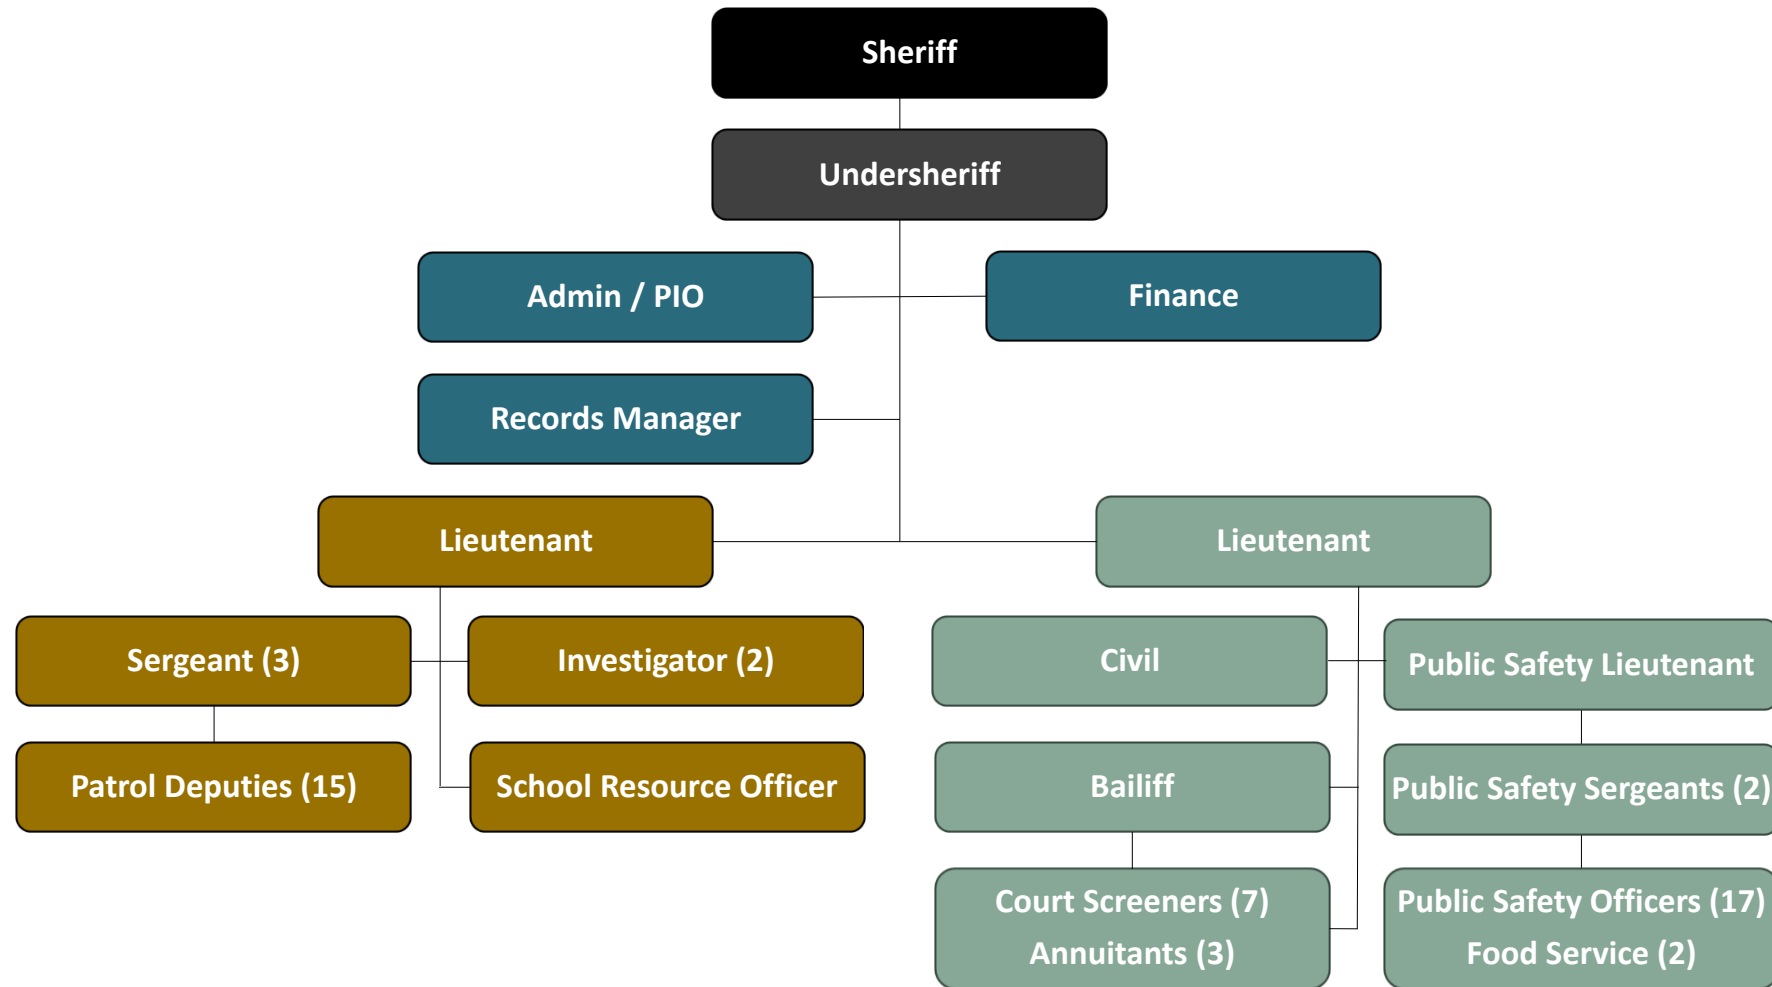 Sheriff
Undersheriff
Admin / PIO
Finance
Records Manager
Lieutenant
Lieutenant
Sergeant (3)
Investigator (2)
Civil
Public Safety Lieutenant
Patrol Deputies (15)
School Resource Officer
Bailiff
Public Safety Sergeants (2)
Court Screeners (7)
Annuitants (3)
Public Safety Officers (17)
Food Service (2)